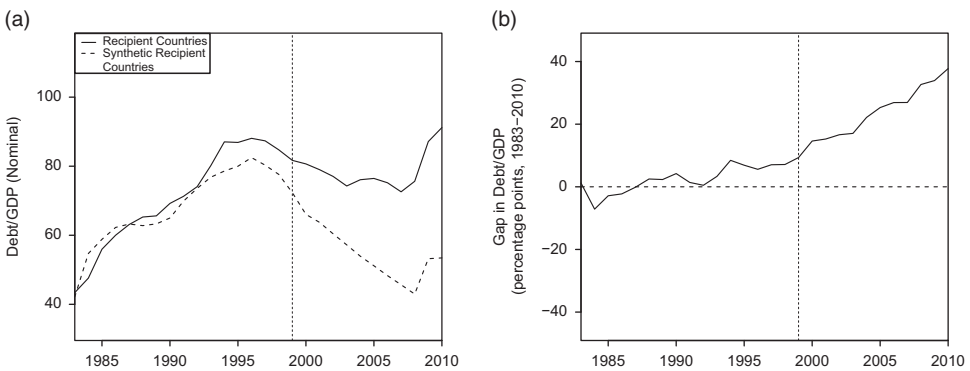 (a)
Recipient Countries
Synthetic Recipient
Countries
Debt/GDP (Nominal)
100
80
60
40
1985 1990 1995 2000 2005 2010
(b)
Gap in Debt/GDP
(percentage points, 1983–2010)
40
20
0
−20
−40
1985 1990 1995 2000 2005 2010